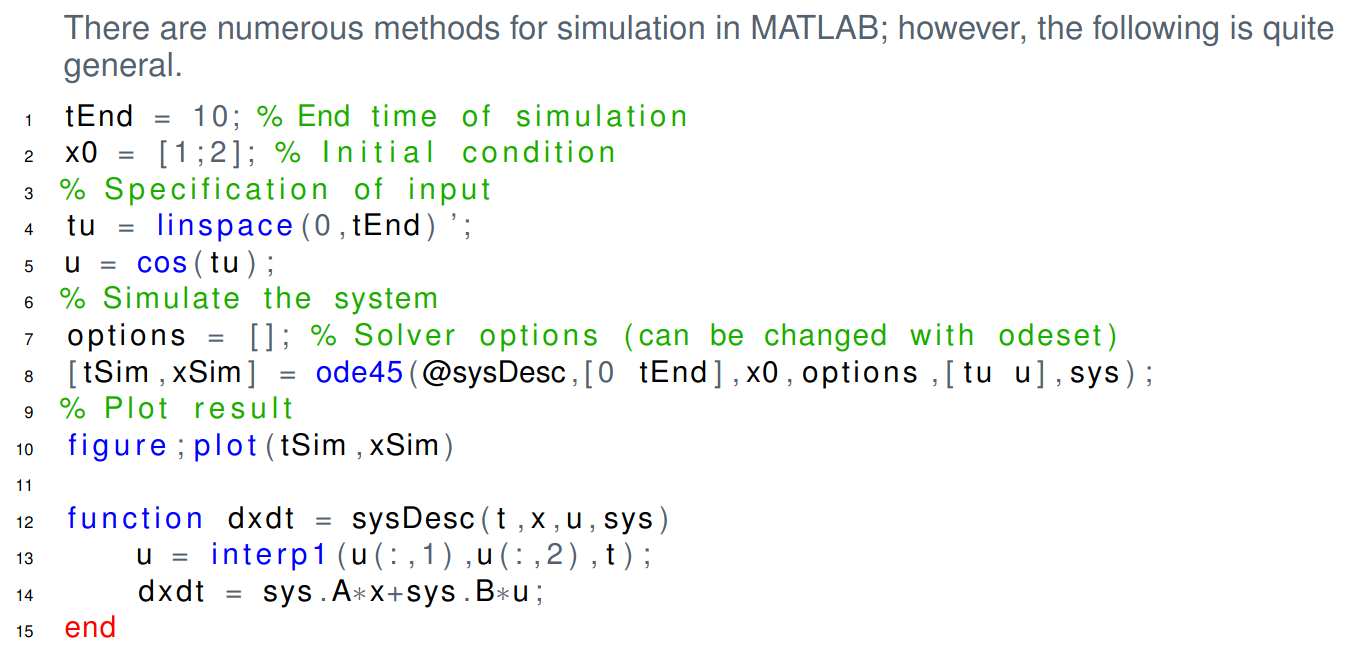 There are numerous methods for simulation in MATLAB; however, the following is quite
general.
1 tEnd = 10; % End time of simulation
2 x0 = [1;2]; % Initial condition
3 % Specification of input
4 tu = linspace(0,tEnd)’;
5 u = cos(tu);
6 % Simulate the system
7 options = []; % Solver options (can be changed with odeset)
8 [tSim,xSim] = ode45(@sysDesc,[0 tEnd],x0,options,[tu u],sys);
9 % Plot result
10 figure;plot(tSim,xSim)
11
12 function dxdt = sysDesc(t,x,u,sys)
13     u = interp1(u(:,1),u(:,2),t);
14     dxdt = sys.A*x+sys.B*u;
15 end